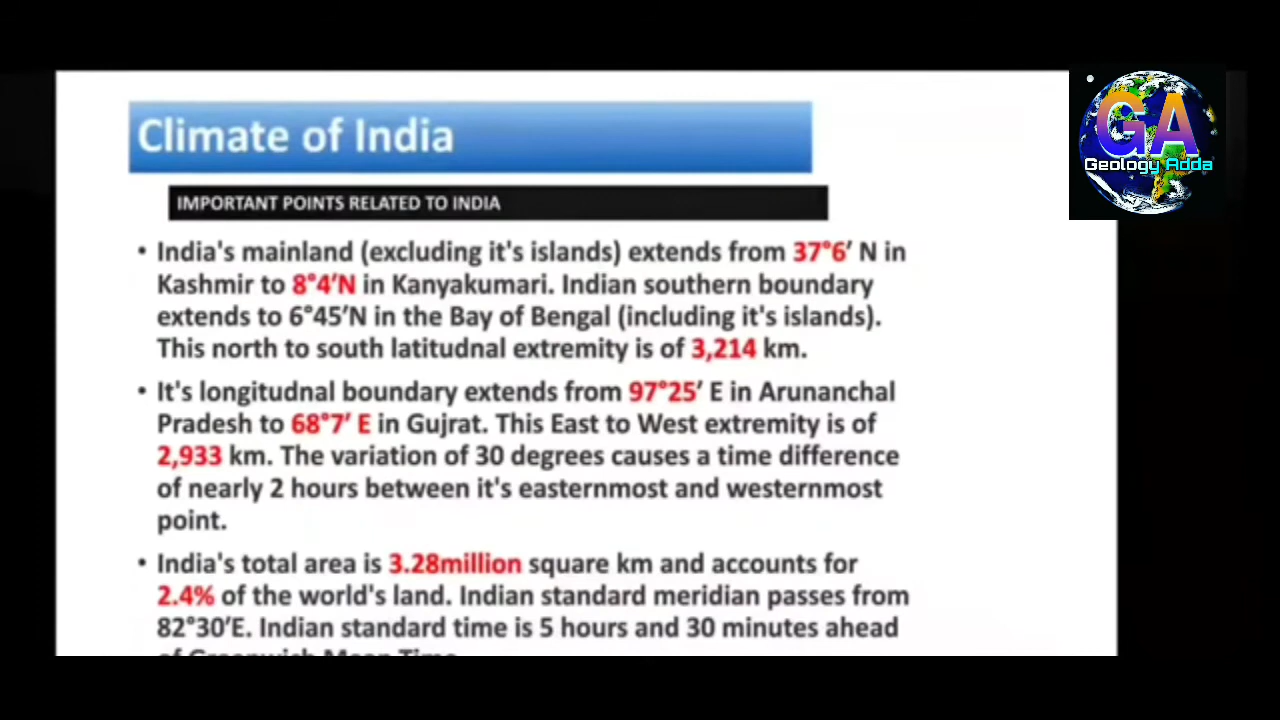 Climate of India
GA
Geology Adda
IMPORTANT POINTS RELATED TO INDIA
• India's mainland (excluding it's islands) extends from 37°6′ N in
Kashmir to 8°4′N in Kanyakumari. Indian southern boundary
extends to 6°45′N in the Bay of Bengal (including it's islands).
This north to south latitudnal extremity is of 3,214 km.
• It's longitudnal boundary extends from 97°25′ E in Arunanchal
Pradesh to 68°7′ E in Gujrat. This East to West extremity is of
2,933 km. The variation of 30 degrees causes a time difference
of nearly 2 hours between it's easternmost and westernmost
point.
• India's total area is 3.28million square km and accounts for
2.4% of the world's land. Indian standard meridian passes from
82°30′E. Indian standard time is 5 hours and 30 minutes ahead
of Greenwich Mean Time